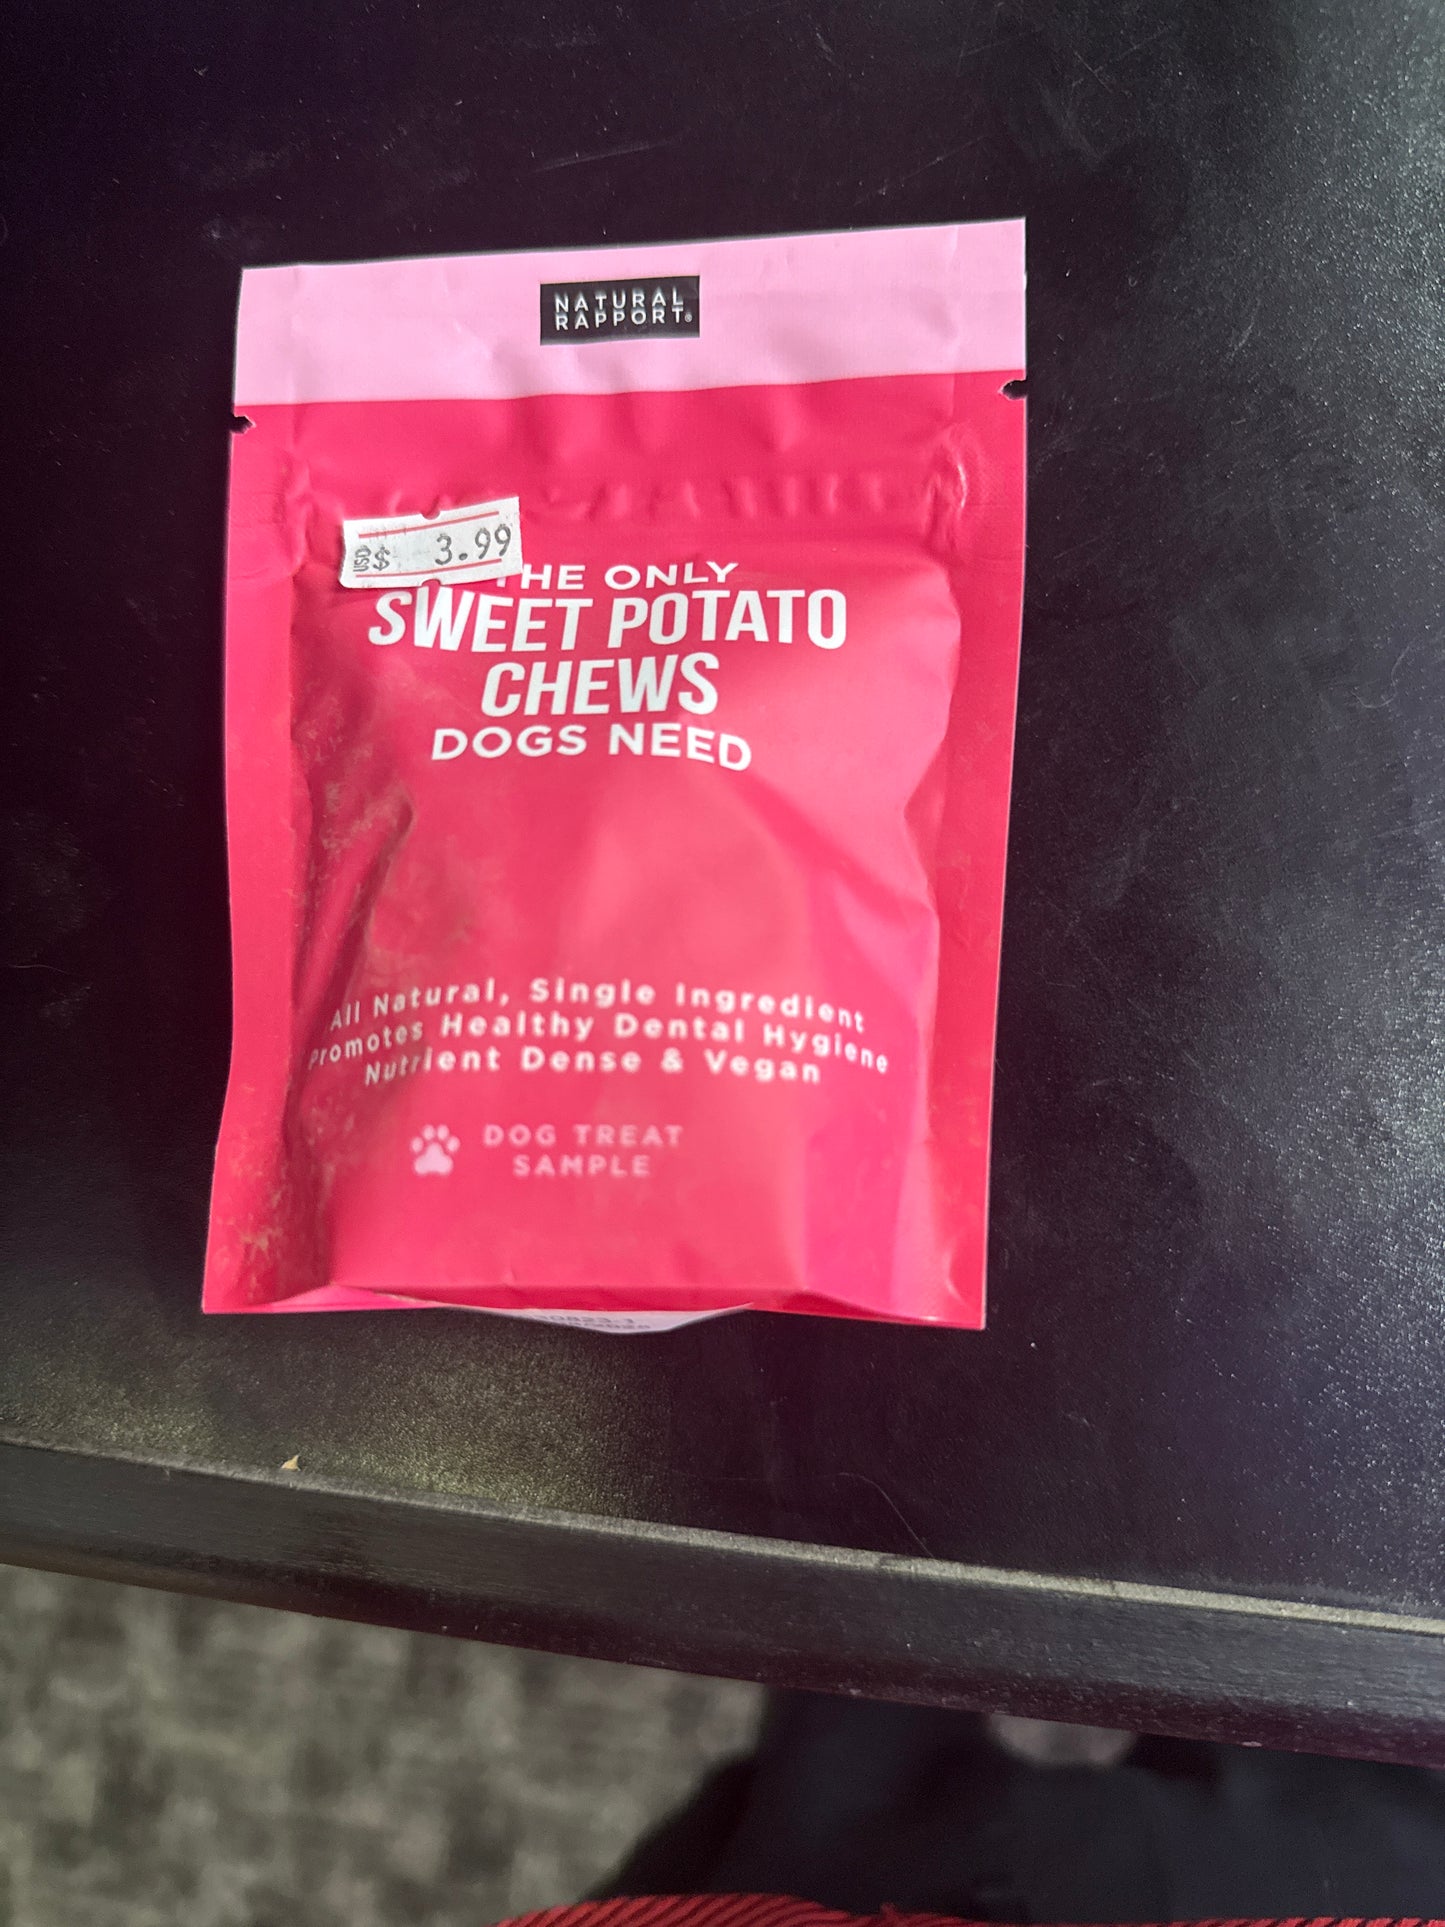 NATURAL
RAPPORT®
USD $ 3.99
THE ONLY
SWEET POTATO
CHEWS
DOGS NEED
All Natural, Single Ingredient
Promotes Healthy Dental Hygiene
Nutrient Dense & Vegan
DOG TREAT
SAMPLE